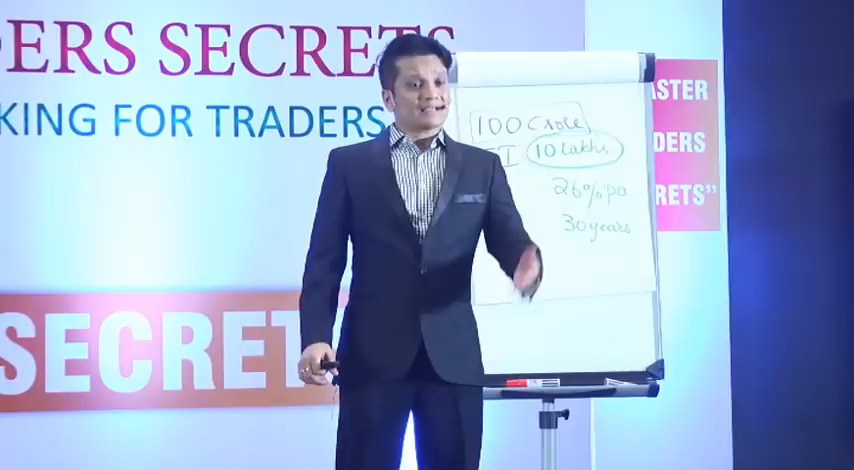 DERS SECRETS
KING FOR TRADERS
SECRET
100 Crore
10 Lakhs
26% pa
30 years
ASTER
DERS
RETS"